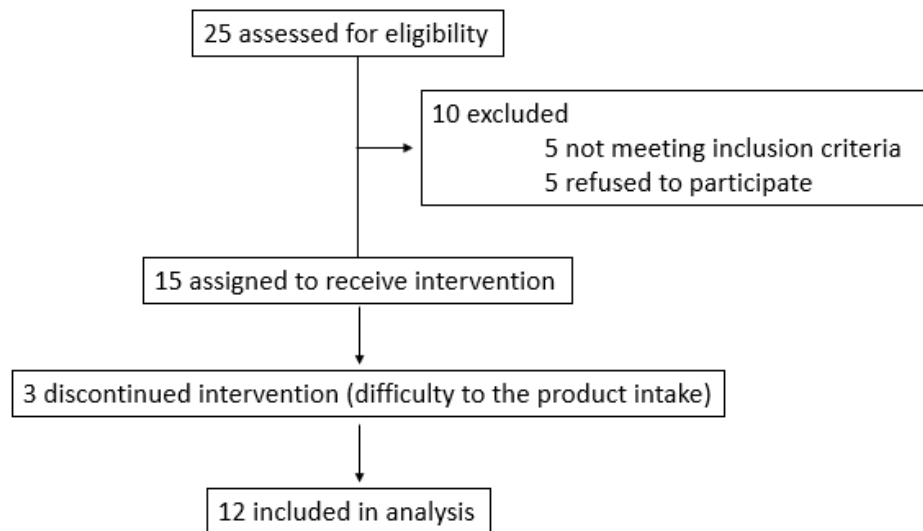 25 assessed for eligibility
10 excluded
5 not meeting inclusion criteria
5 refused to participate
15 assigned to receive intervention
3 discontinued intervention (difficulty to the product intake)
12 included in analysis